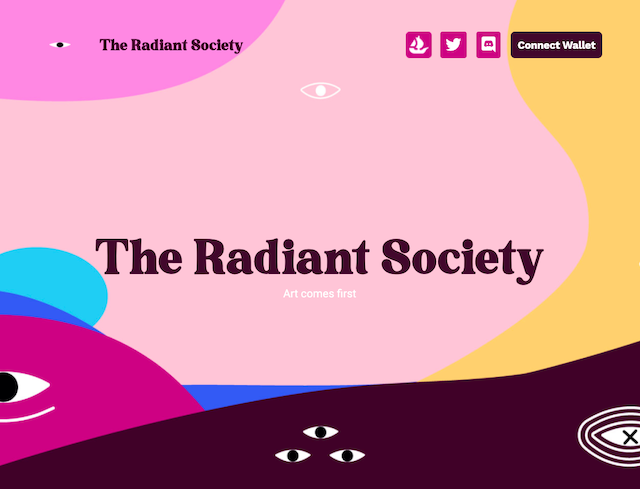 The Radiant Society
Connect Wallet
The Radiant Society
Art comes first